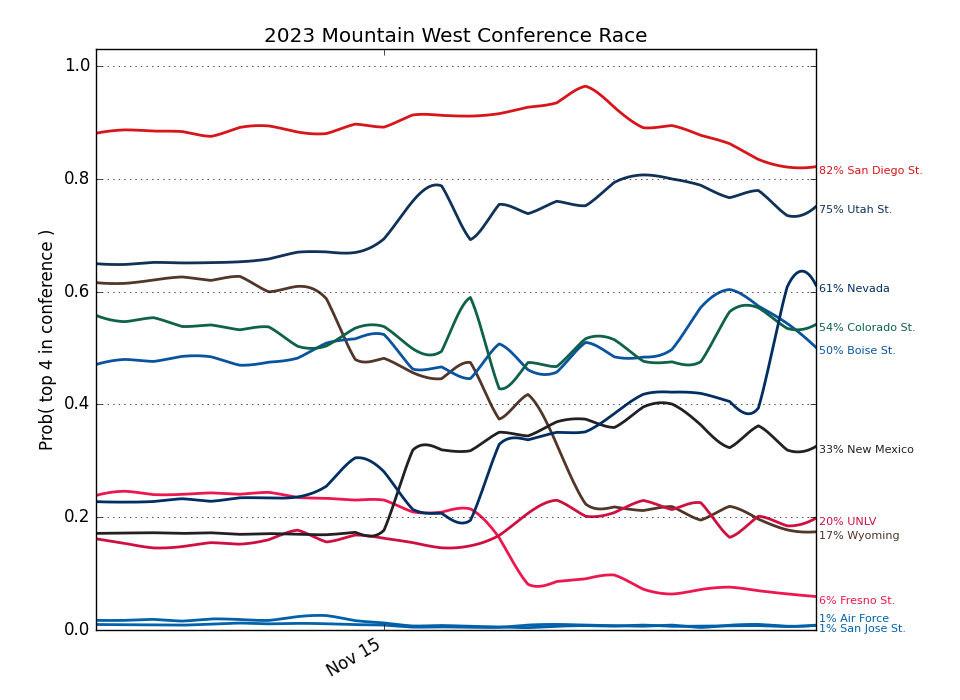 2023 Mountain West Conference Race
Prob( top 4 in conference )
1.0
0.8
0.6
0.4
0.2
0.0
Nov 15
82% San Diego St.
75% Utah St.
61% Nevada
54% Colorado St.
50% Boise St.
33% New Mexico
20% UNLV
17% Wyoming
6% Fresno St.
1% Air Force
1% San Jose St.